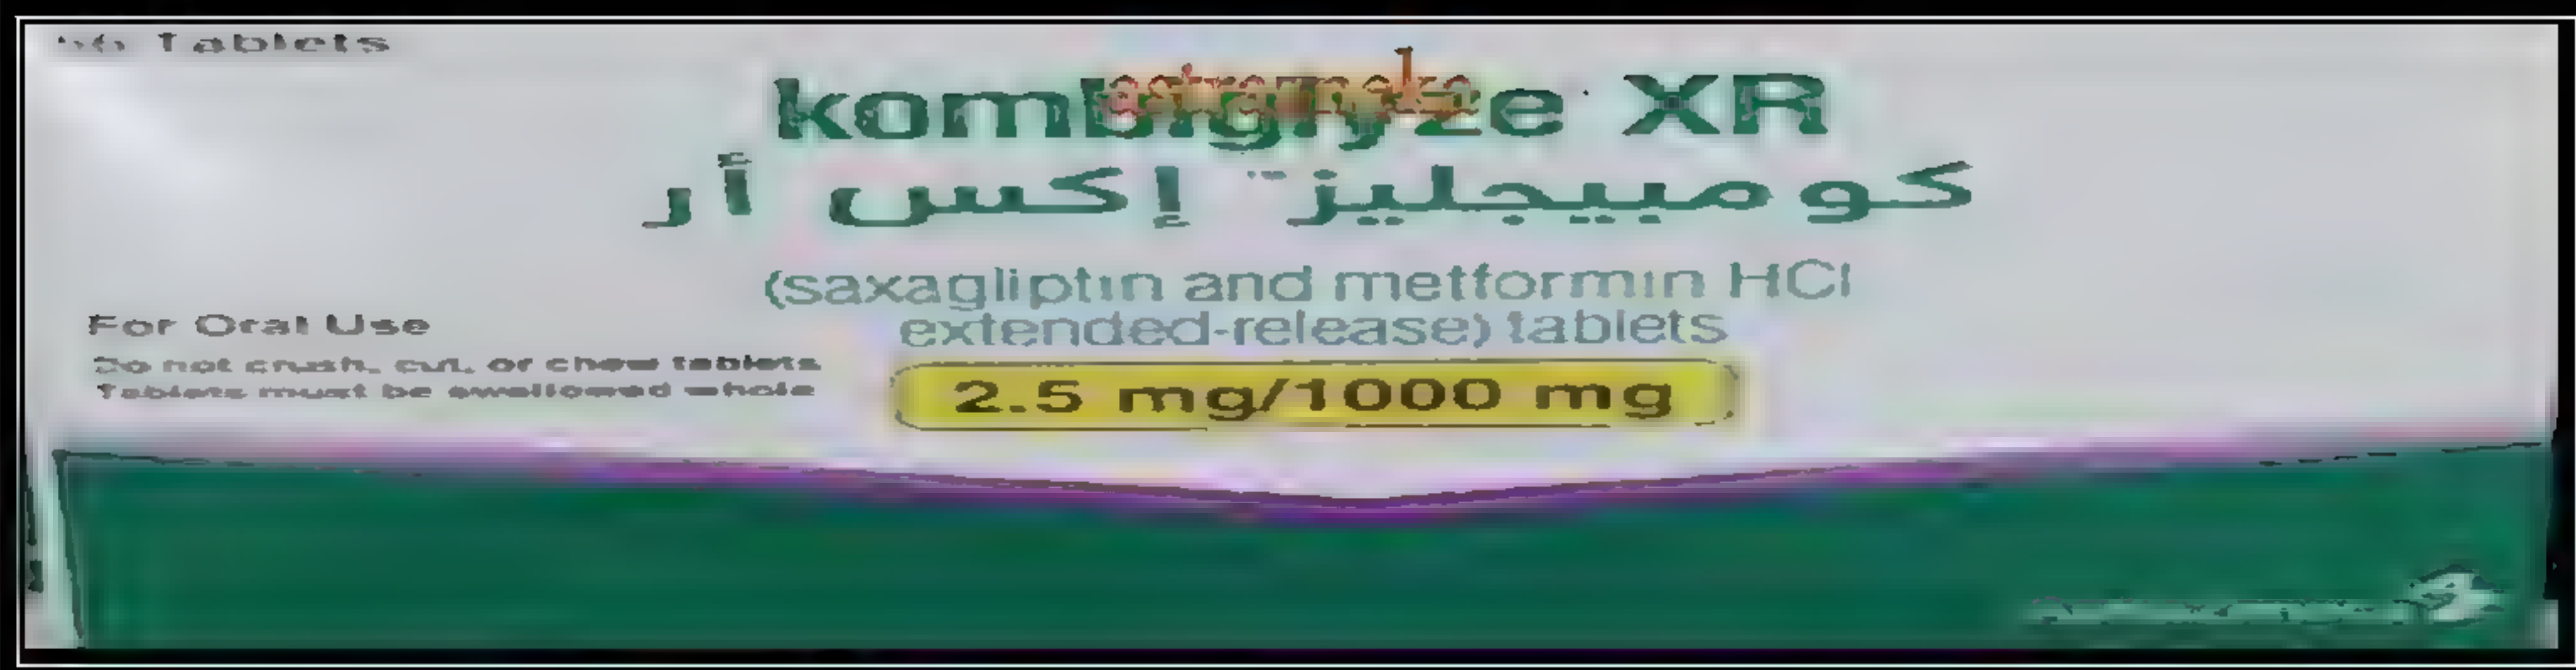 Tablets
kombiglyze XR
كومبيجليز إكس أر
(saxagliptin and metformin HCl
extended-release) tablets
2.5 mg/1000 mg
For Oral Use
Do not crush, cut, or chew tablets
Tablets must be swallowed whole